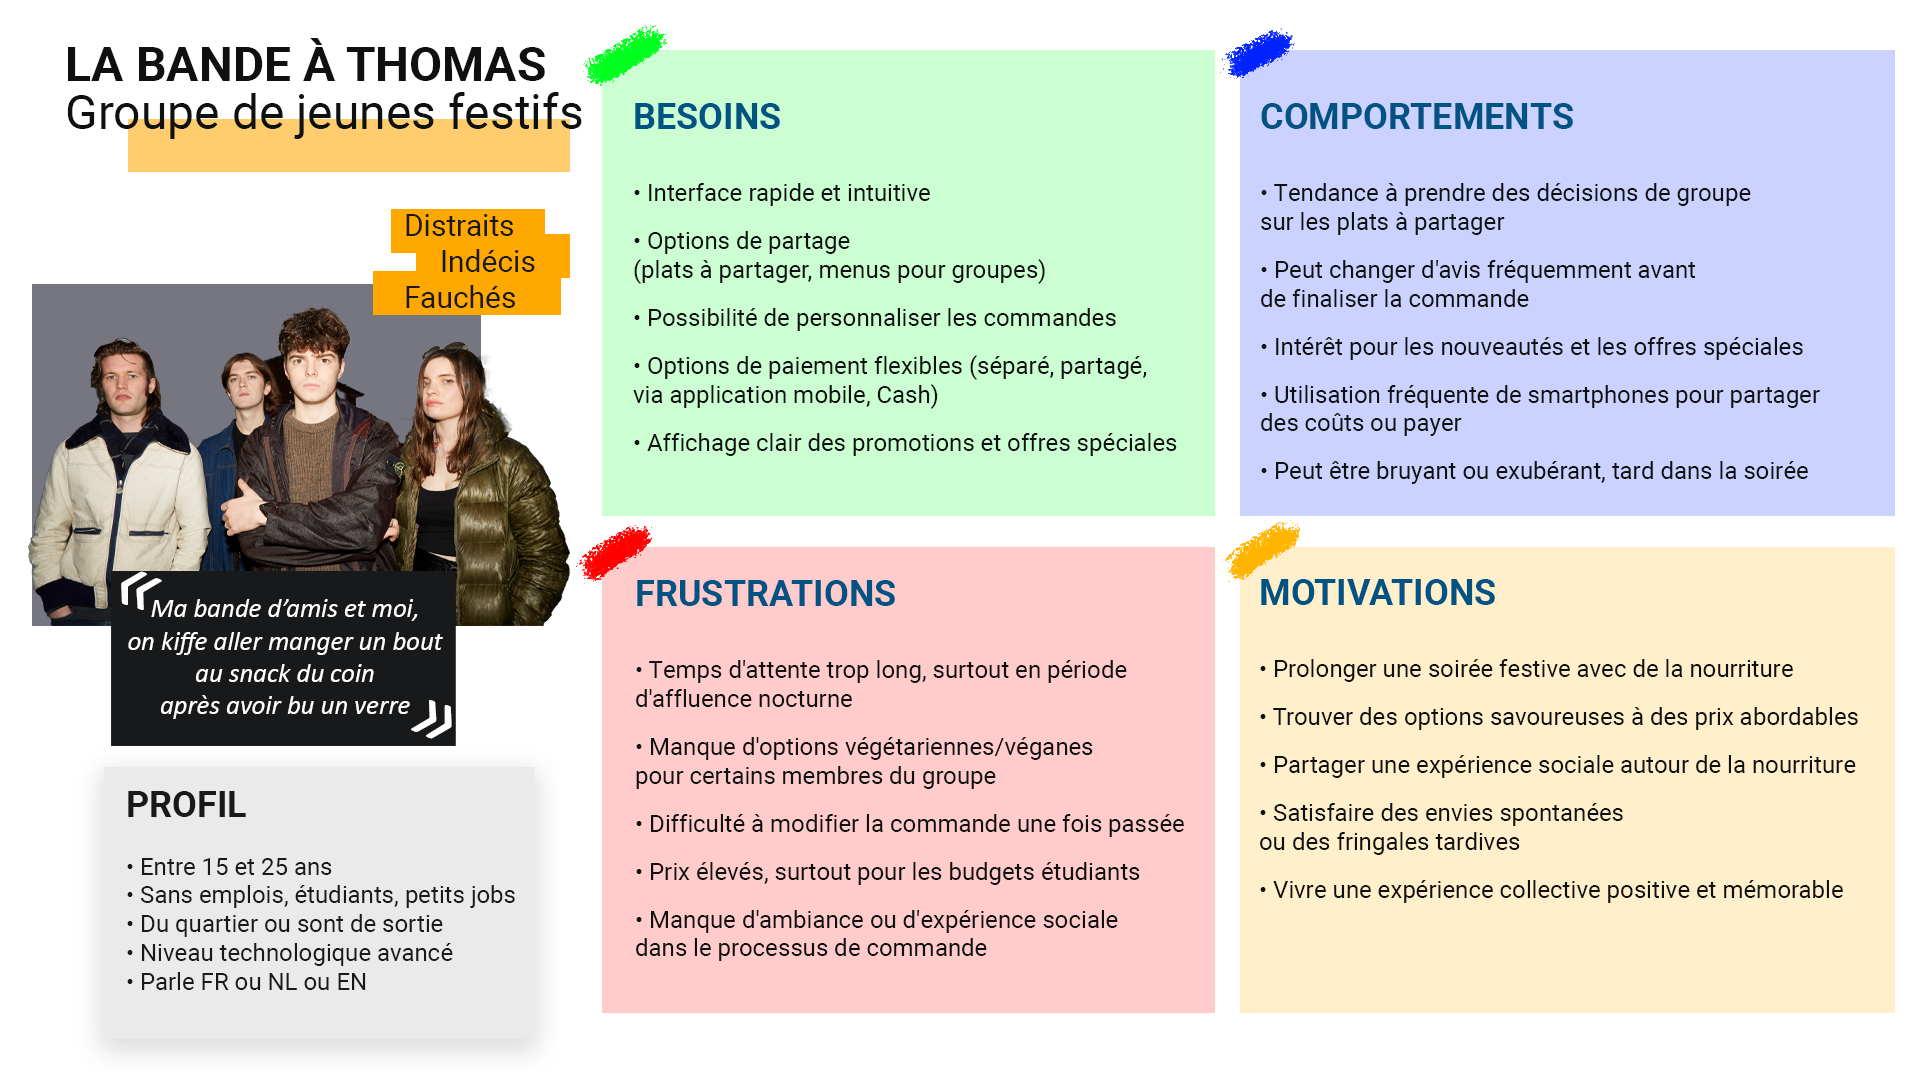 LA BANDE À THOMAS
Groupe de jeunes festifs
Distraits
Indécis
Fauchés
« Ma bande d’amis et moi,
on kiffe aller manger un bout
au snack du coin
après avoir bu un verre »
PROFIL
• Entre 15 et 25 ans
• Sans emplois, étudiants, petits jobs
• Du quartier ou sont de sortie
• Niveau technologique avancé
• Parle FR ou NL ou EN
BESOINS
• Interface rapide et intuitive
• Options de partage
(plats à partager, menus pour groupes)
• Possibilité de personnaliser les commandes
• Options de paiement flexibles (séparé, partagé,
via application mobile, Cash)
• Affichage clair des promotions et offres spéciales
COMPORTEMENTS
• Tendance à prendre des décisions de groupe
sur les plats à partager
• Peut changer d'avis fréquemment avant
de finaliser la commande
• Intérêt pour les nouveautés et les offres spéciales
• Utilisation fréquente de smartphones pour partager
des coûts ou payer
• Peut être bruyant ou exubérant, tard dans la soirée
FRUSTRATIONS
• Temps d'attente trop long, surtout en période
d'affluence nocturne
• Manque d'options végétariennes/véganes
pour certains membres du groupe
• Difficulté à modifier la commande une fois passée
• Prix élevés, surtout pour les budgets étudiants
• Manque d'ambiance ou d'expérience sociale
dans le processus de commande
MOTIVATIONS
• Prolonger une soirée festive avec de la nourriture
• Trouver des options savoureuses à des prix abordables
• Partager une expérience sociale autour de la nourriture
• Satisfaire des envies spontanées
ou des fringales tardives
• Vivre une expérience collective positive et mémorable